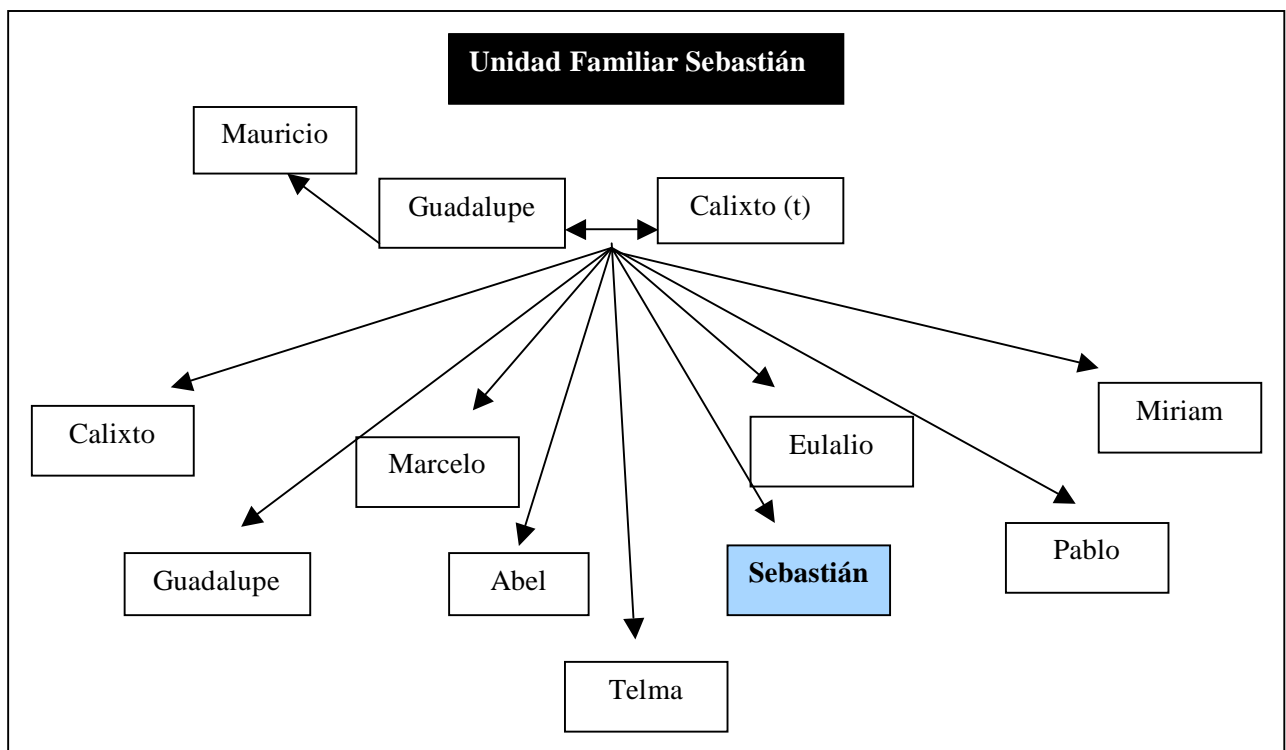 Unidad Familiar Sebastián
Mauricio
Guadalupe
Calixto (t)
Calixto
Marcelo
Eulalio
Miriam
Guadalupe
Abel
Sebastián
Pablo
Telma